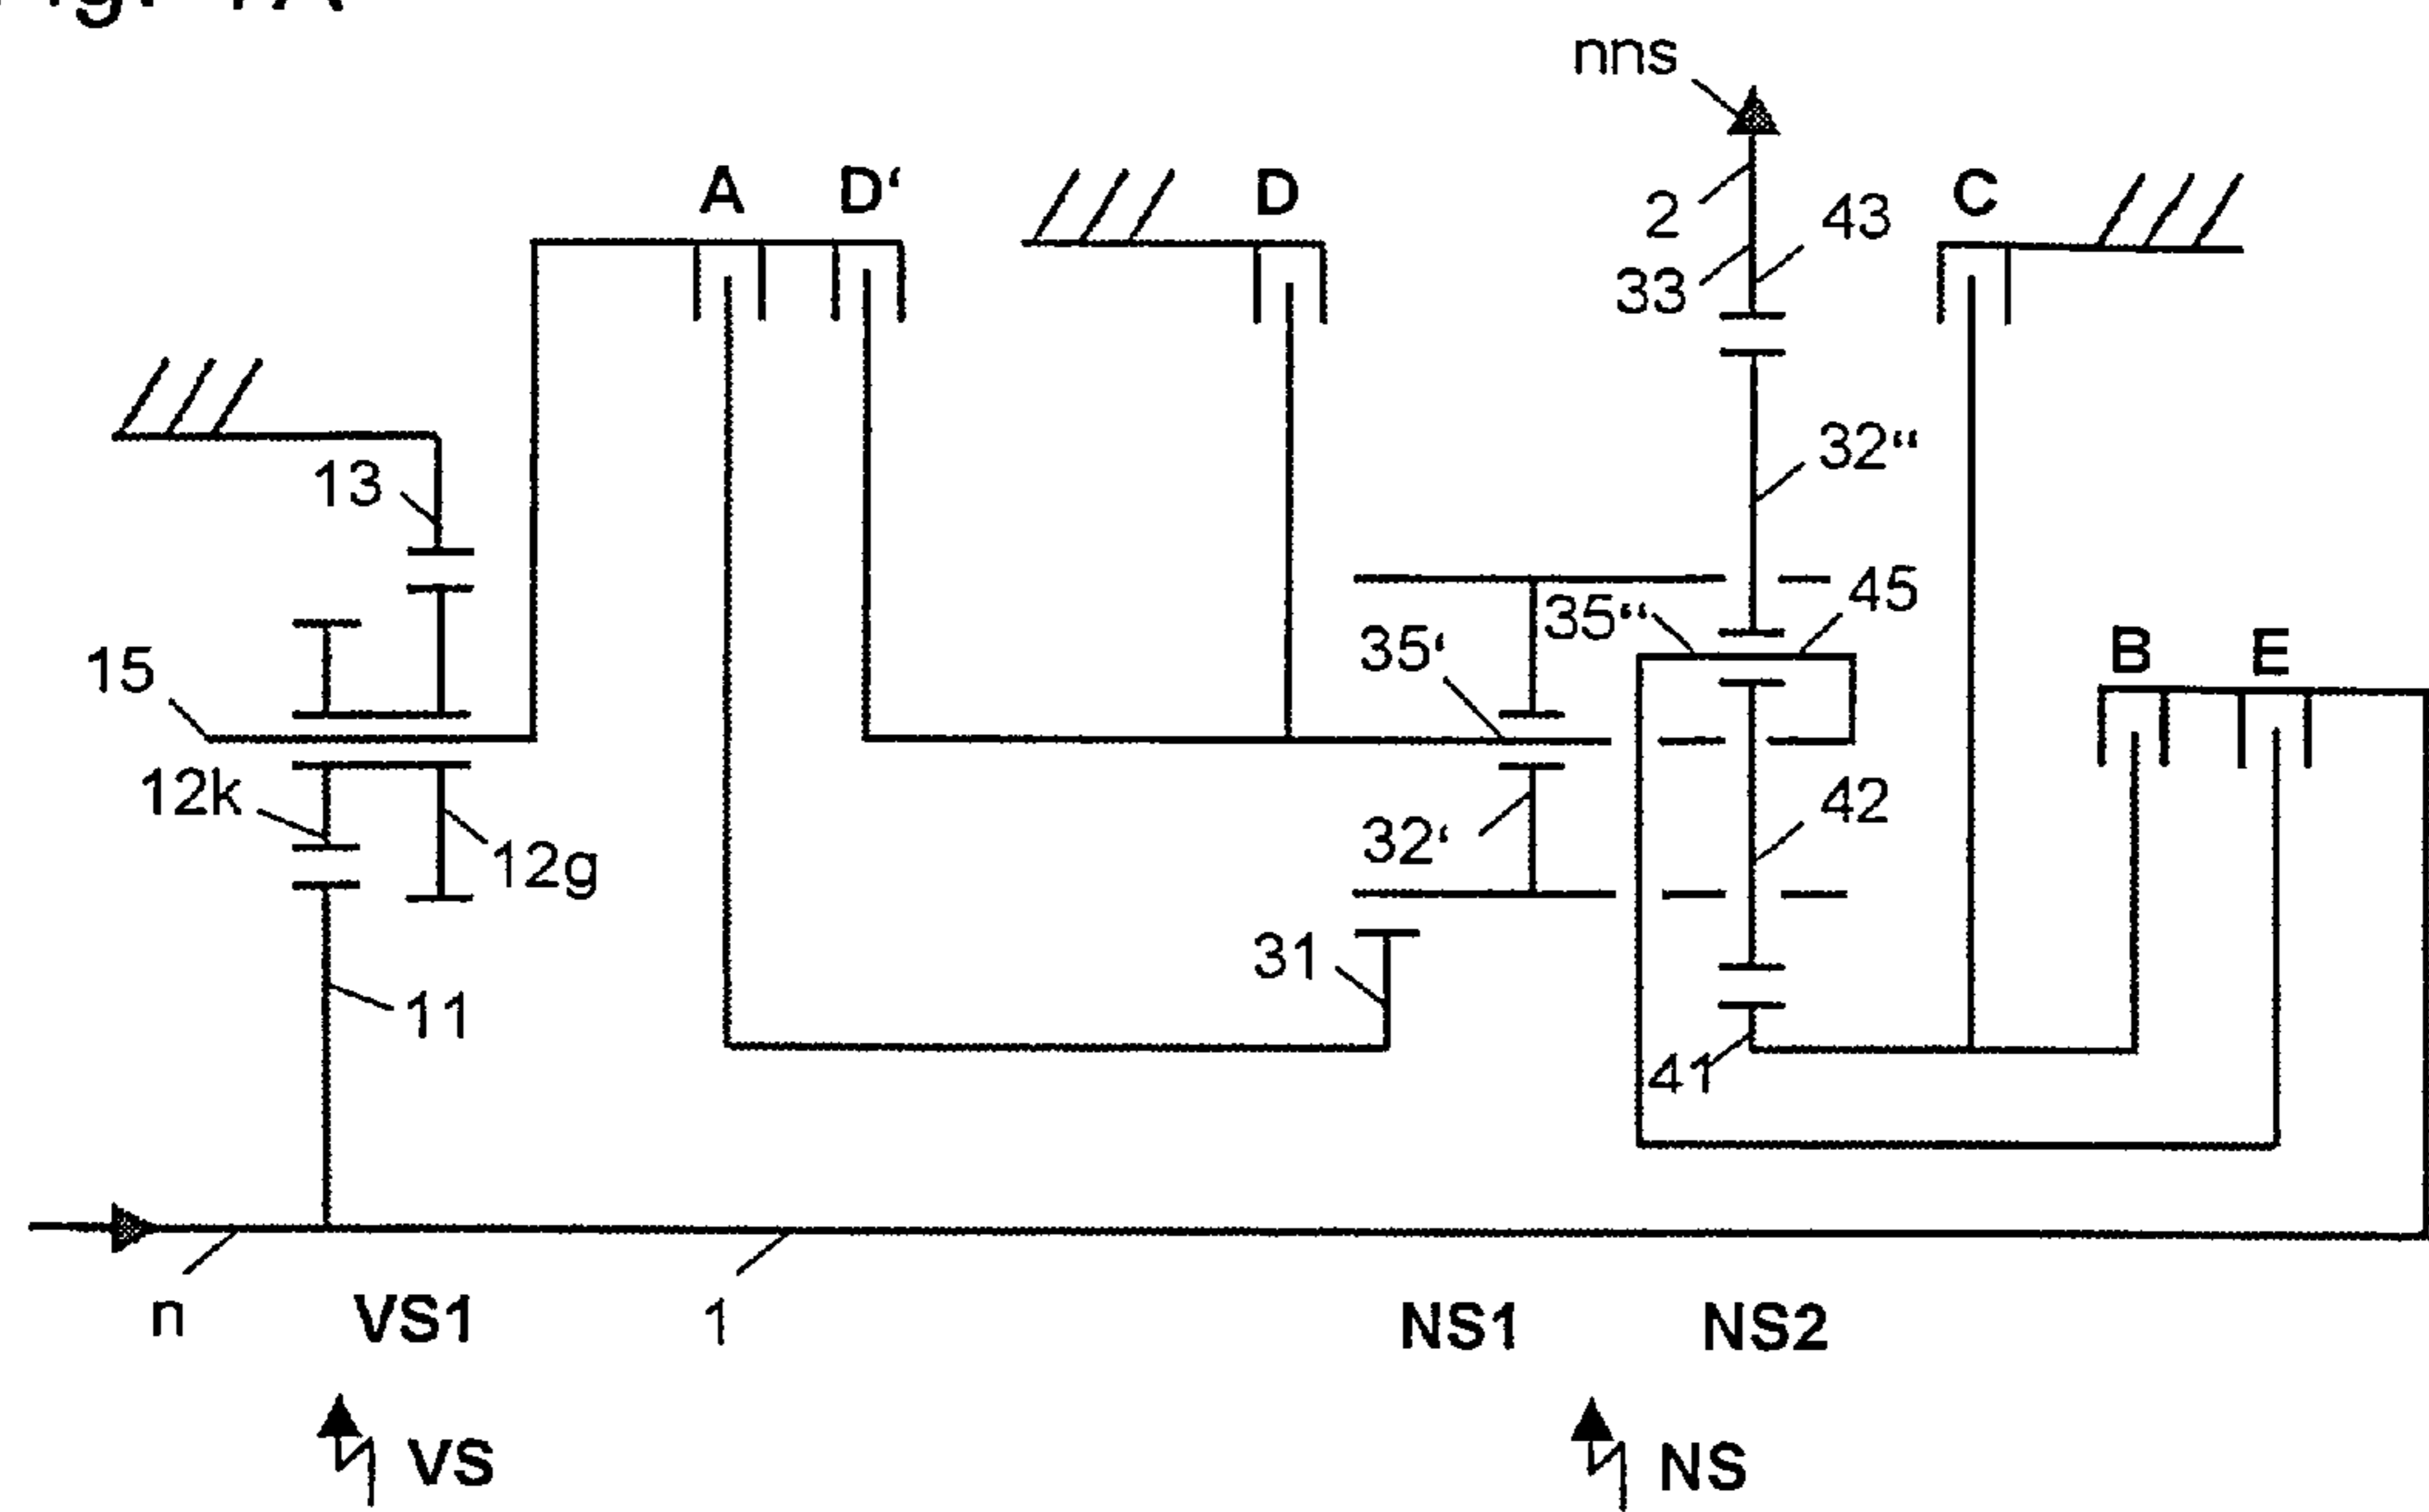 nns
A D‘ D 2 43 C
33
13 32“
35“ 45
15 35‘ B E
12k 32‘ 42
12g
31
11
41
n VS1 1 NS1 NS2
VS NS